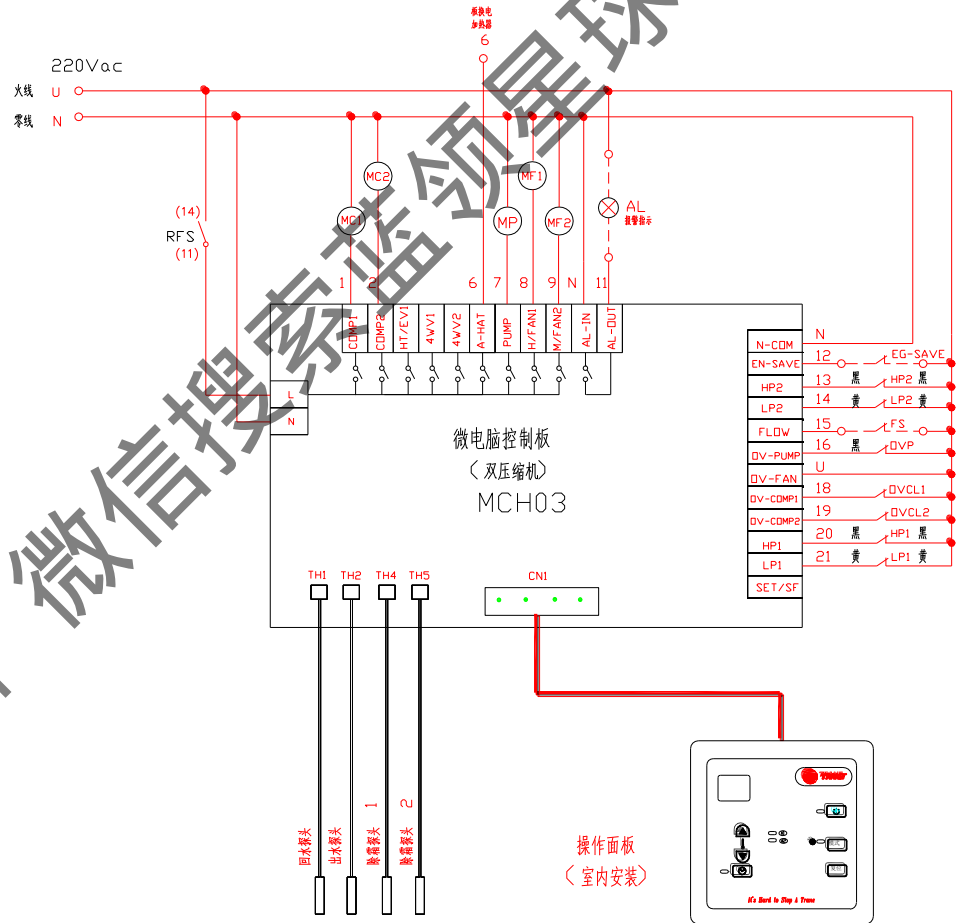 板换电
加热器
6
220Vac
火线 U
零线 N
MC2
MF1
(14)
RFS
(11)
MC1
MP
MF2
AL
报警指示
1 2 6 7 8 9 N 11
COMP1 COMP2 HT/EV1 4WV1 4WV2 A-HAT PUMP H/FAN1 M/FAN2 AL-IN AL-OUT
L
N
微电脑控制板
(双压缩机)
MCH03
N-COM N
EN-SAVE 12 EG-SAVE
HP2 13 黑 HP2 黑
LP2 14 黄 LP2 黄
FLOW 15 FS
OV-PUMP 16 黑 OVP
OV-FAN U
OV-COMP1 18 OVCL1
OV-COMP2 19 OVCL2
HP1 20 黑 HP1 黑
LP1 21 黄 LP1 黄
SET/SF
TH1 TH2 TH4 TH5
CN1
回水探头
出水探头
除霜探头 1
除霜探头 2
操作面板
(室内安装)
It's Hard to Stop A Trane
微信搜索蓝领星球